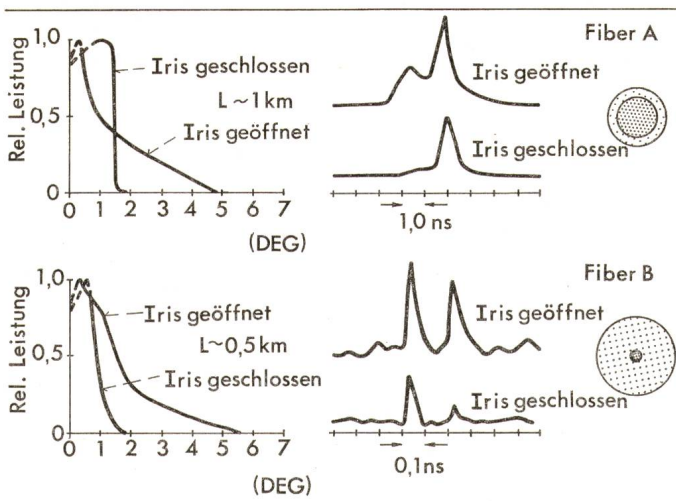 Fiber A
Rel. Leistung
1,0
0,5
0
Iris geschlossen
L ~ 1 km
Iris geöffnet
0 1 2 3 4 5 6 7
(DEG)
Iris geöffnet
Iris geschlossen
1,0 ns
Fiber B
Rel. Leistung
1,0
0,5
0
Iris geöffnet
L~0,5 km
Iris geschlossen
0 1 2 3 4 5 6 7
(DEG)
Iris geöffnet
Iris geschlossen
0,1 ns